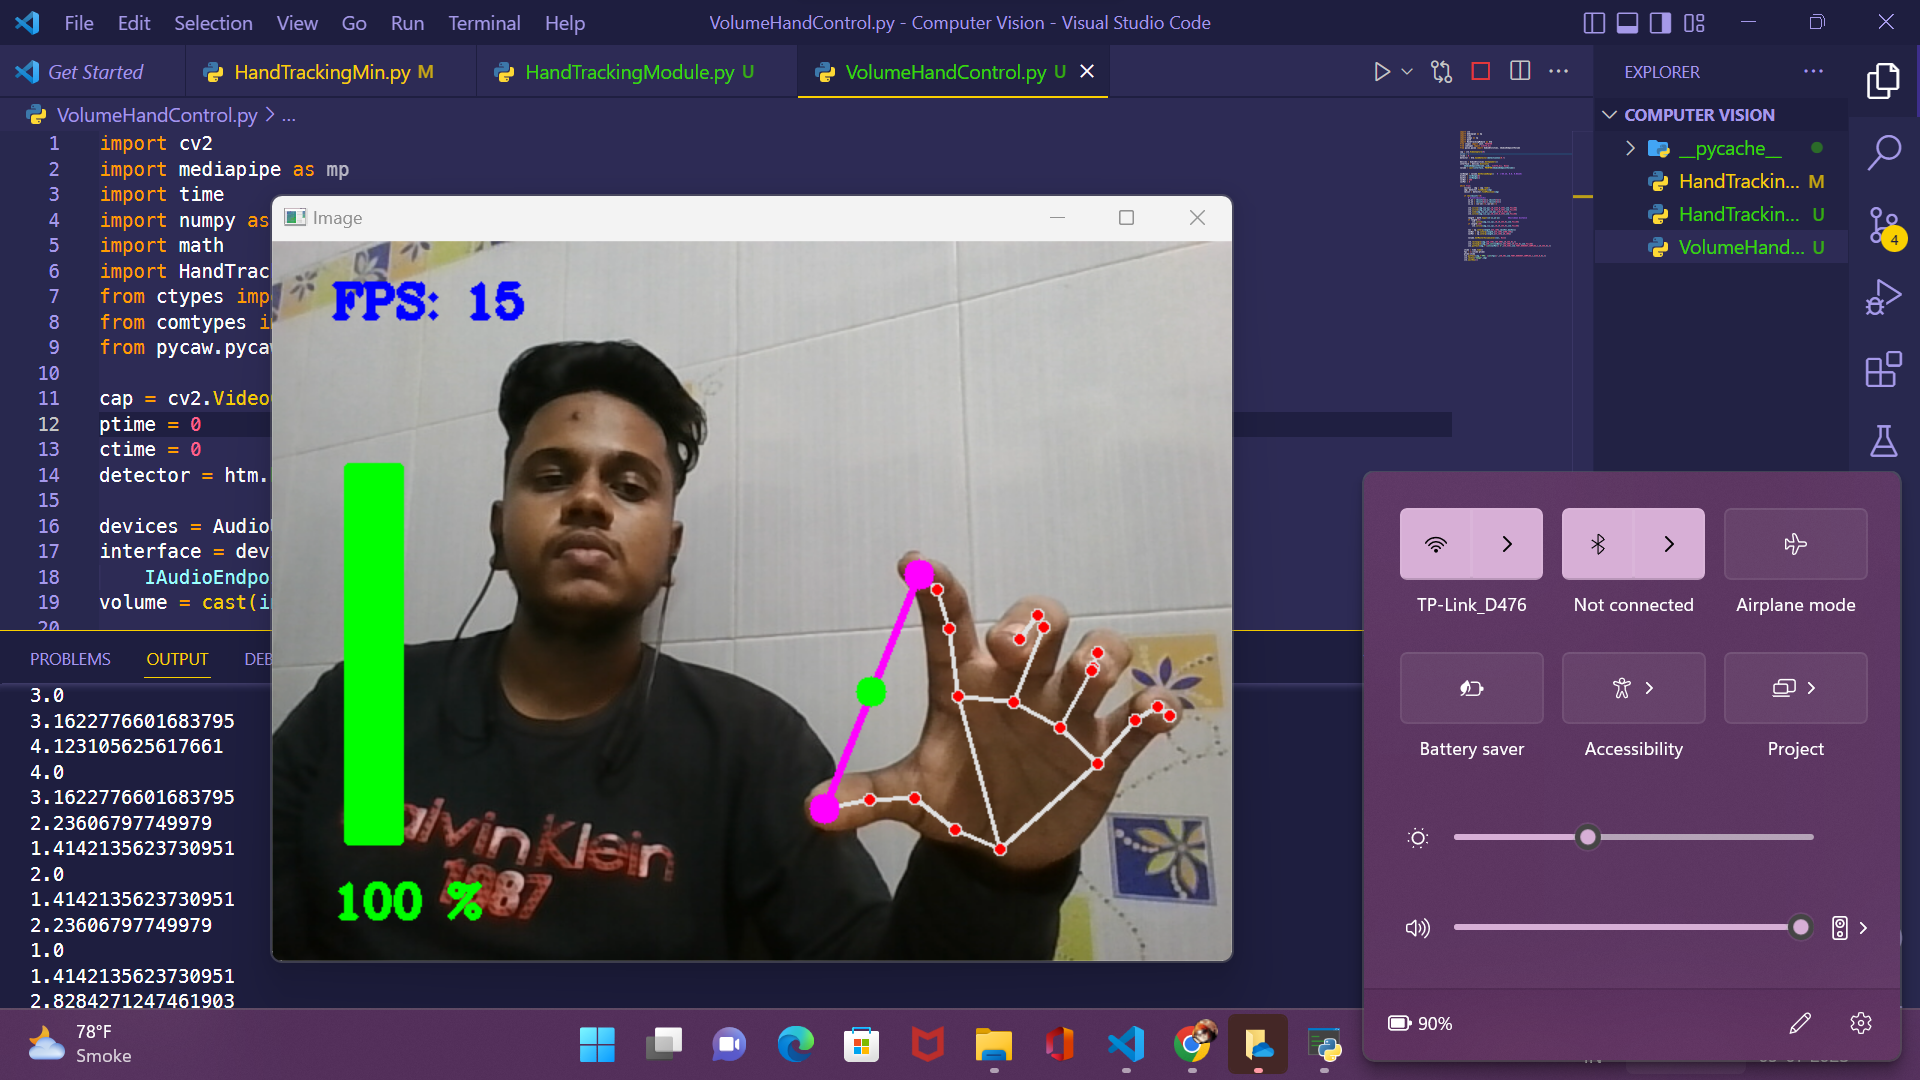 File Edit Selection View Go Run Terminal Help
VolumeHandControl.py - Computer Vision - Visual Studio Code
Get Started
HandTrackingMin.py M
HandTrackingModule.py U
VolumeHandControl.py U
EXPLORER
VolumeHandControl.py > ...
COMPUTER VISION
__pycache__
HandTrackin... M
HandTrackin... U
VolumeHand... U
4
1 import cv2
2 import mediapipe as mp
3 import time
4 import numpy as
5 import math
6 import HandTrac
7 from ctypes imp
8 from comtypes i
9 from pycaw.pycaw
10
11 cap = cv2.Video
12 ptime = 0
13 ctime = 0
14 detector = htm.
15
16 devices = Audio
17 interface = dev
18 IAudioEndpo
19 volume = cast(i
20
Image
FPS: 15
100 %
Calvin Klein
1987
PROBLEMS OUTPUT DEB
3.0
3.1622776601683795
4.123105625617661
4.0
3.1622776601683795
2.23606797749979
1.4142135623730951
2.0
1.4142135623730951
2.23606797749979
1.0
1.4142135623730951
2.8284271247461903
TP-Link_D476
Not connected
Airplane mode
Battery saver
Accessibility
Project
90%
78°F
Smoke